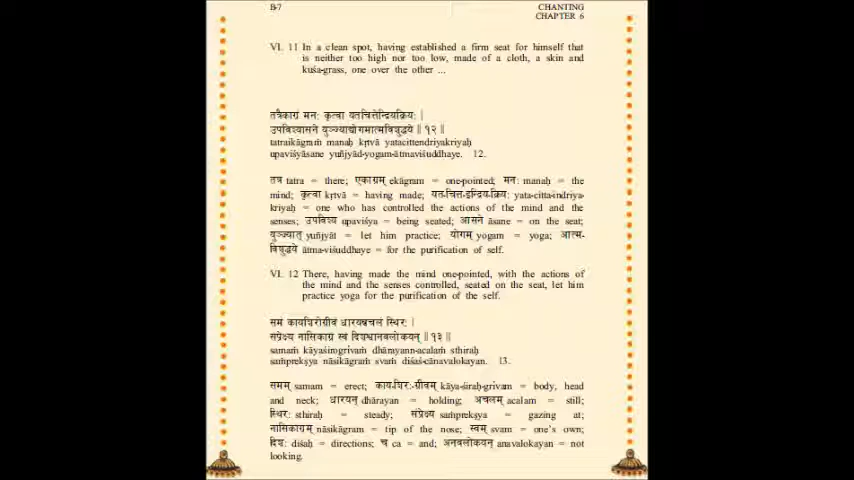 B-7 CHANTING
CHAPTER 6
VI. 11 In a clean spot, having established a firm seat for himself that
is neither too high nor too low, made of a cloth, a skin and
kuśa-grass, one over the other ...
तत्रैकाग्रं मनः कृत्वा यतचित्तेन्द्रियक्रियः |
उपविश्यासने युञ्ज्याद्योगमात्मविशुद्धये || १२ ||
tatraikāgraṁ manaḥ kṛtvā yatacittendriyakriyaḥ
upaviśyāsane yuñjyād-yogam-ātmaviśuddhaye. 12.
तत्र tatra = there; एकाग्रम् ekāgram = one-pointed; मनः manaḥ = the
mind; कृत्वा kṛtvā = having made; यत-चित्त-इन्द्रिय-क्रियः yata-citta-indriya-
kriyaḥ = one who has controlled the actions of the mind and the
senses; उपविश्य upaviśya = being seated; आसने āsane = on the seat;
युञ्ज्यात् yuñjyāt = let him practice; योगम् yogam = yoga; आत्म-
विशुद्धये ātma-viśuddhaye = for the purification of self.
VI. 12 There, having made the mind one-pointed, with the actions of
the mind and the senses controlled, seated on the seat, let him
practice yoga for the purification of the self.
समं कायशिरोग्रीवं धारयन्नचलं स्थिरः |
संप्रेक्ष्य नासिकाग्रं स्वं दिशश्चानवलोकयन् || १३ ||
samaṁ kāyaśirogrīvaṁ dhārayann-acalaṁ sthiraḥ
saṁprekṣya nāsikāgraṁ svaṁ diśaś-cānavalokayan. 13.
समम् samam = erect; काय-शिरः-ग्रीवम् kāya-śiraḥ-grīvam = body, head
and neck; धारयन् dhārayan = holding; अचलम् acalam = still;
स्थिरः sthiraḥ = steady; संप्रेक्ष्य saṁprekṣya = gazing at;
नासिकाग्रम् nāsikāgram = tip of the nose; स्वम् svam = one's own;
दिशः diśaḥ = directions; च ca = and; अनवलोकयन् anavalokayan = not
looking.